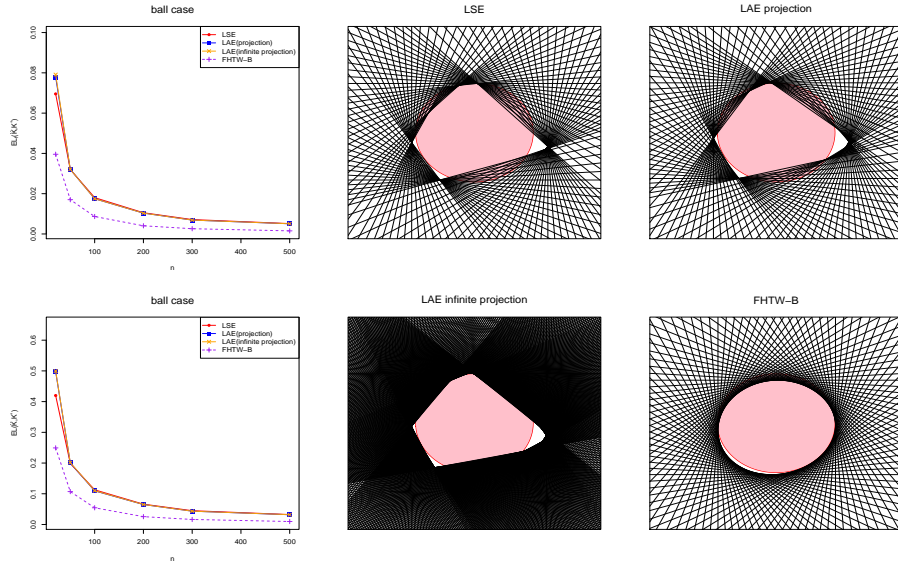 ball case
LSE
LAE projection
0.10
0.08
0.06
0.04
0.02
0.00
LSE
LAE(projection)
LAE(infinite projection)
FHTW−B
100
200
300
400
500
n
ball case
LAE infinite projection
FHTW−B
0.6
0.5
0.4
0.3
0.2
0.1
0.0
LSE
LAE(projection)
LAE(infinite projection)
FHTW−B
100
200
300
400
500
n